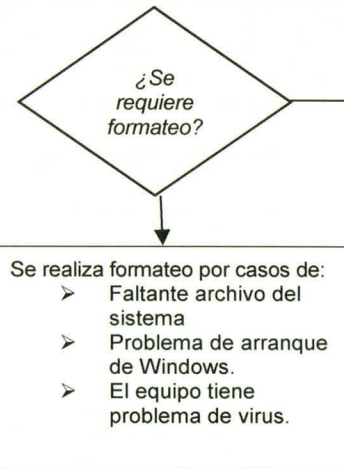 ¿Se
requiere
formateo?
Se realiza formateo por casos de:
➢ Faltante archivo del
sistema
➢ Problema de arranque
de Windows.
➢ El equipo tiene
problema de virus.